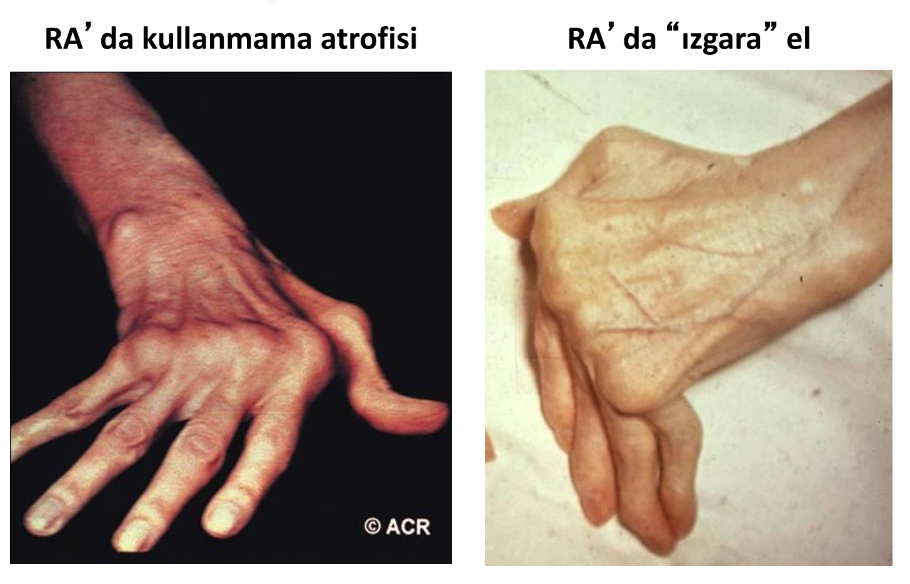 RA’ da kullanmama atrofisi
RA’ da “ızgara” el
© ACR